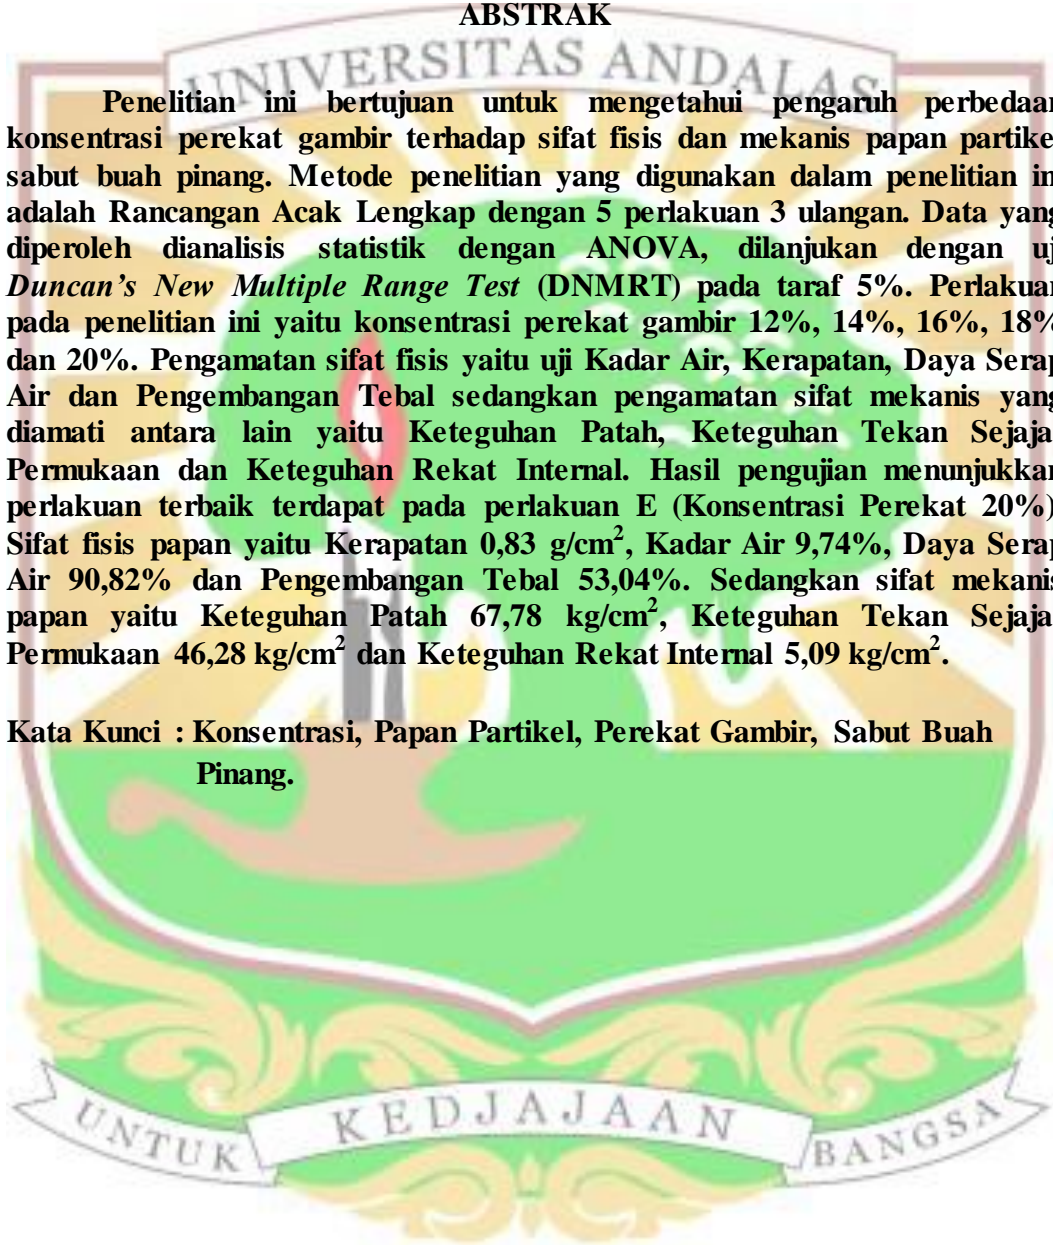 ABSTRAK
UNIVERSITAS ANDALAS
Penelitian ini bertujuan untuk mengetahui pengaruh perbedaan
konsentrasi perekat gambir terhadap sifat fisis dan mekanis papan partike
sabut buah pinang. Metode penelitian yang digunakan dalam penelitian in
adalah Rancangan Acak Lengkap dengan 5 perlakuan 3 ulangan. Data yang
diperoleh dianalisis statistik dengan ANOVA, dilanjukan dengan uj
Duncan's New Multiple Range Test (DNMRT) pada taraf 5%. Perlakuan
pada penelitian ini yaitu konsentrasi perekat gambir 12%, 14%, 16%, 18%
dan 20%. Pengamatan sifat fisis yaitu uji Kadar Air, Kerapatan, Daya Serap
Air dan Pengembangan Tebal sedangkan pengamatan sifat mekanis yang
diamati antara lain yaitu Keteguhan Patah, Keteguhan Tekan Sejaja
Permukaan dan Keteguhan Rekat Internal. Hasil pengujian menunjukkan
perlakuan terbaik terdapat pada perlakuan E (Konsentrasi Perekat 20%)
Sifat fisis papan yaitu Kerapatan 0,83 g/cm², Kadar Air 9,74%, Daya Serap
Air 90,82% dan Pengembangan Tebal 53,04%. Sedangkan sifat mekanis
papan yaitu Keteguhan Patah 67,78 kg/cm², Keteguhan Tekan Sejaja
Permukaan 46,28 kg/cm² dan Keteguhan Rekat Internal 5,09 kg/cm².
Kata Kunci : Konsentrasi, Papan Partikel, Perekat Gambir, Sabut Buah
Pinang.
UNTUK KEDJAJAAN BANGSA